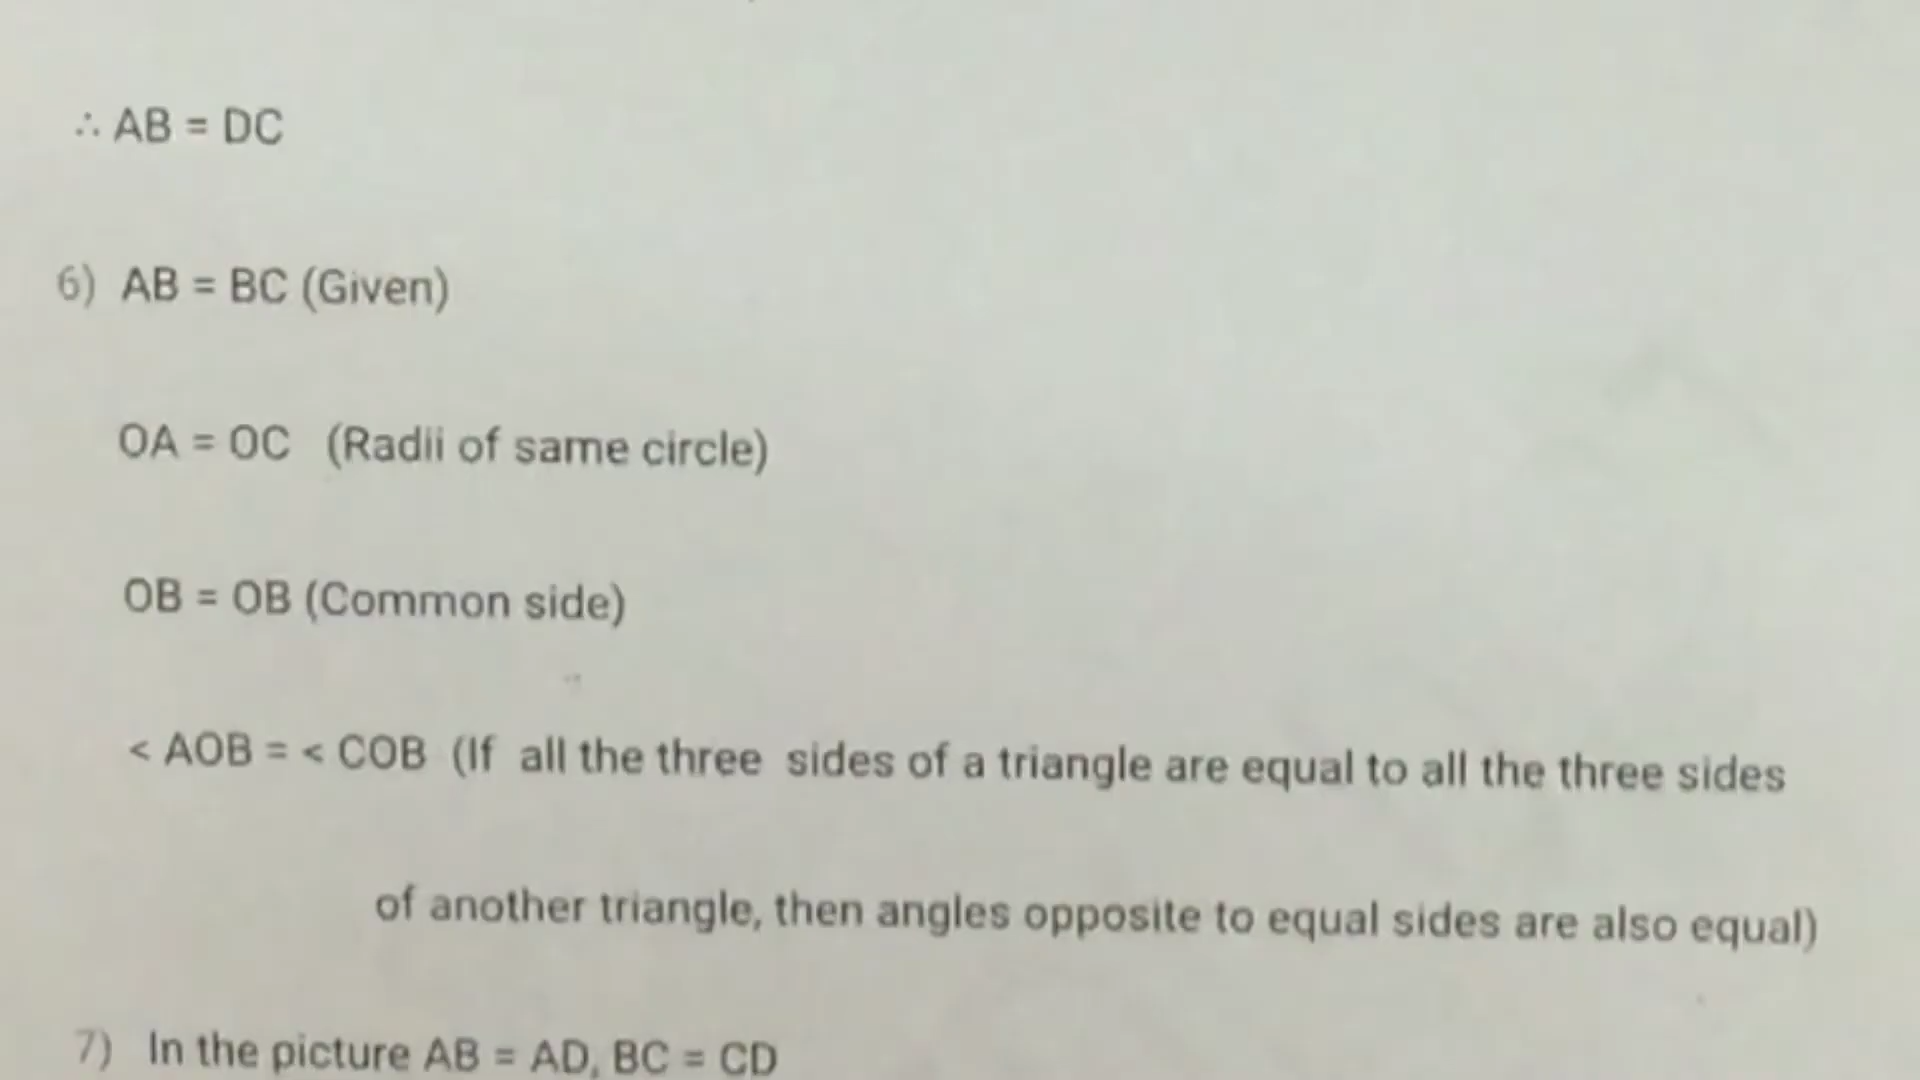 ∴ AB = DC
6) AB = BC (Given)
OA = OC (Radii of same circle)
OB = OB (Common side)
< AOB = < COB (If all the three sides of a triangle are equal to all the three sides
of another triangle, then angles opposite to equal sides are also equal)
7) In the picture AB = AD, BC = CD